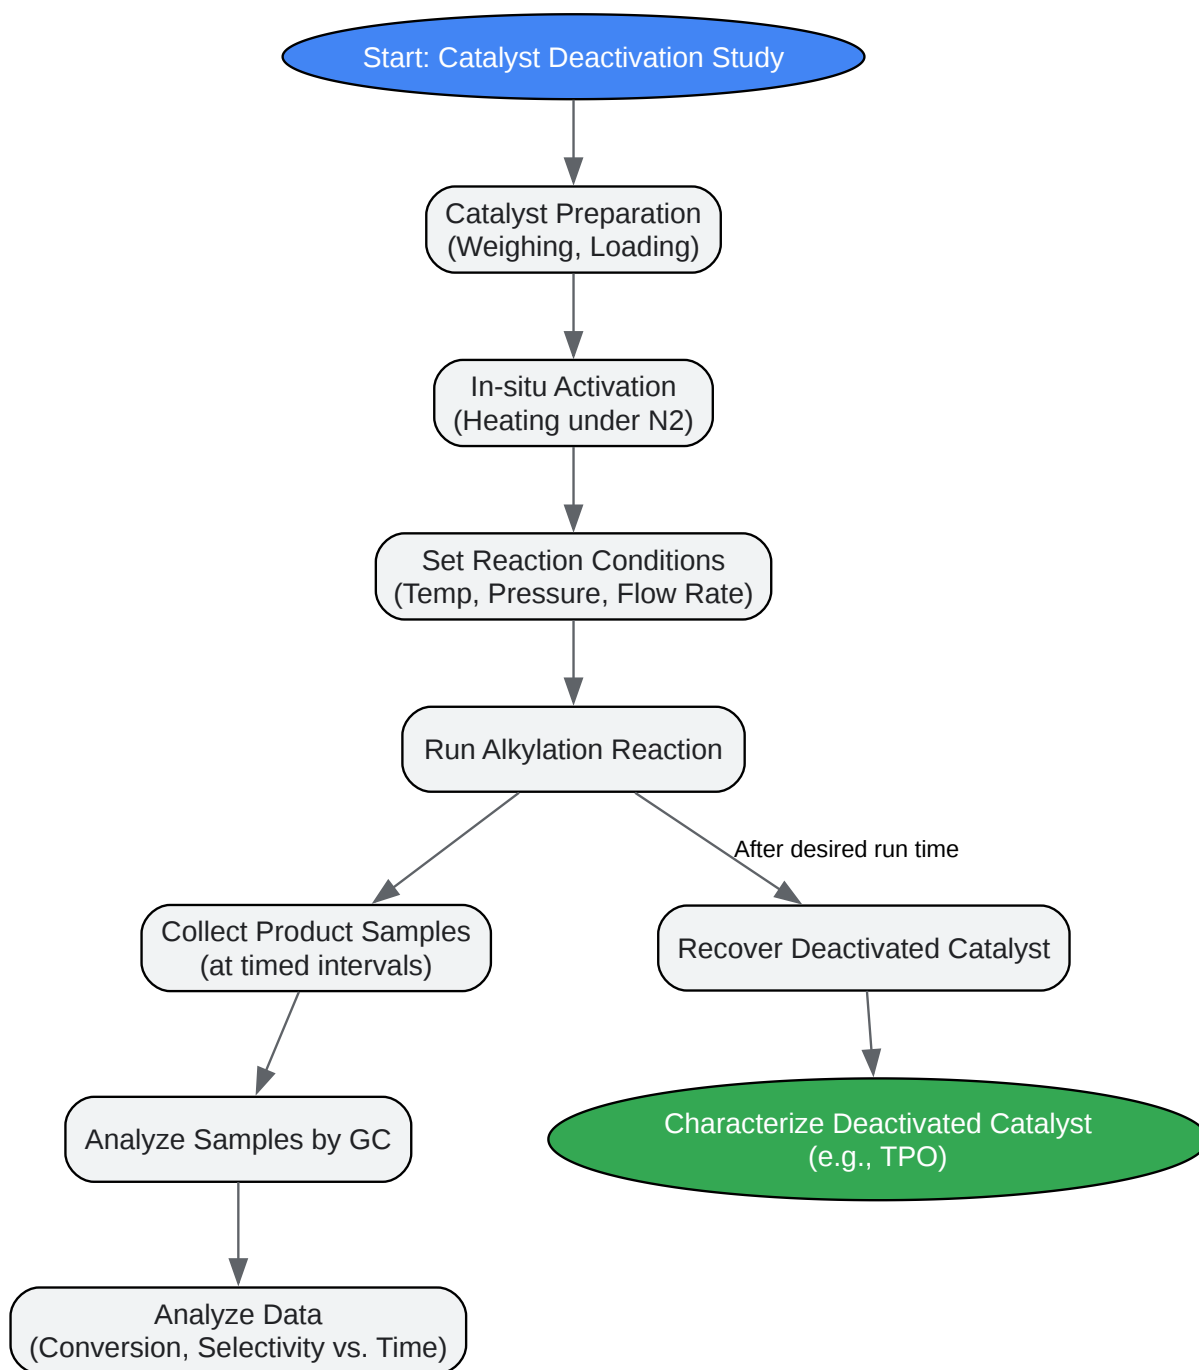 Start: Catalyst Deactivation Study
Catalyst Preparation
(Weighing, Loading)
In-situ Activation
(Heating under N2)
Set Reaction Conditions
(Temp, Pressure, Flow Rate)
Run Alkylation Reaction
After desired run time
Collect Product Samples
(at timed intervals)
Recover Deactivated Catalyst
Analyze Samples by GC
Characterize Deactivated Catalyst
(e.g., TPO)
Analyze Data
(Conversion, Selectivity vs. Time)